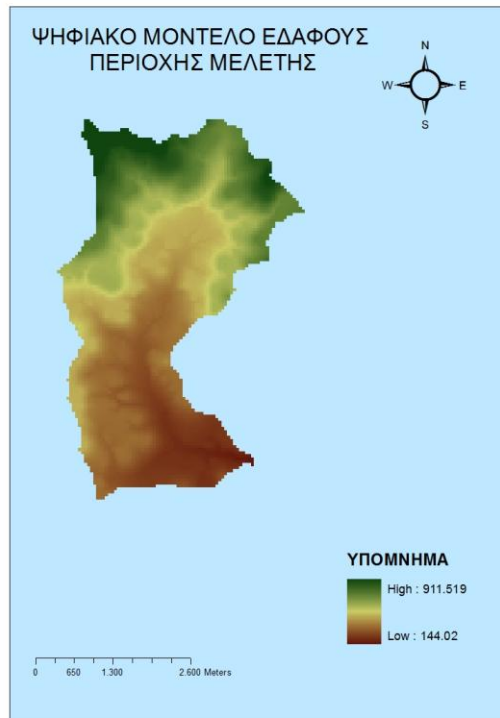 ΨΗΦΙΑΚΟ ΜΟΝΤΕΛΟ ΕΔΑΦΟΥΣ
ΠΕΡΙΟΧΗΣ ΜΕΛΕΤΗΣ
N
W E
S
ΥΠΟΜΝΗΜΑ
High : 911.519
Low : 144.02
0 650 1.300 2.600 Meters